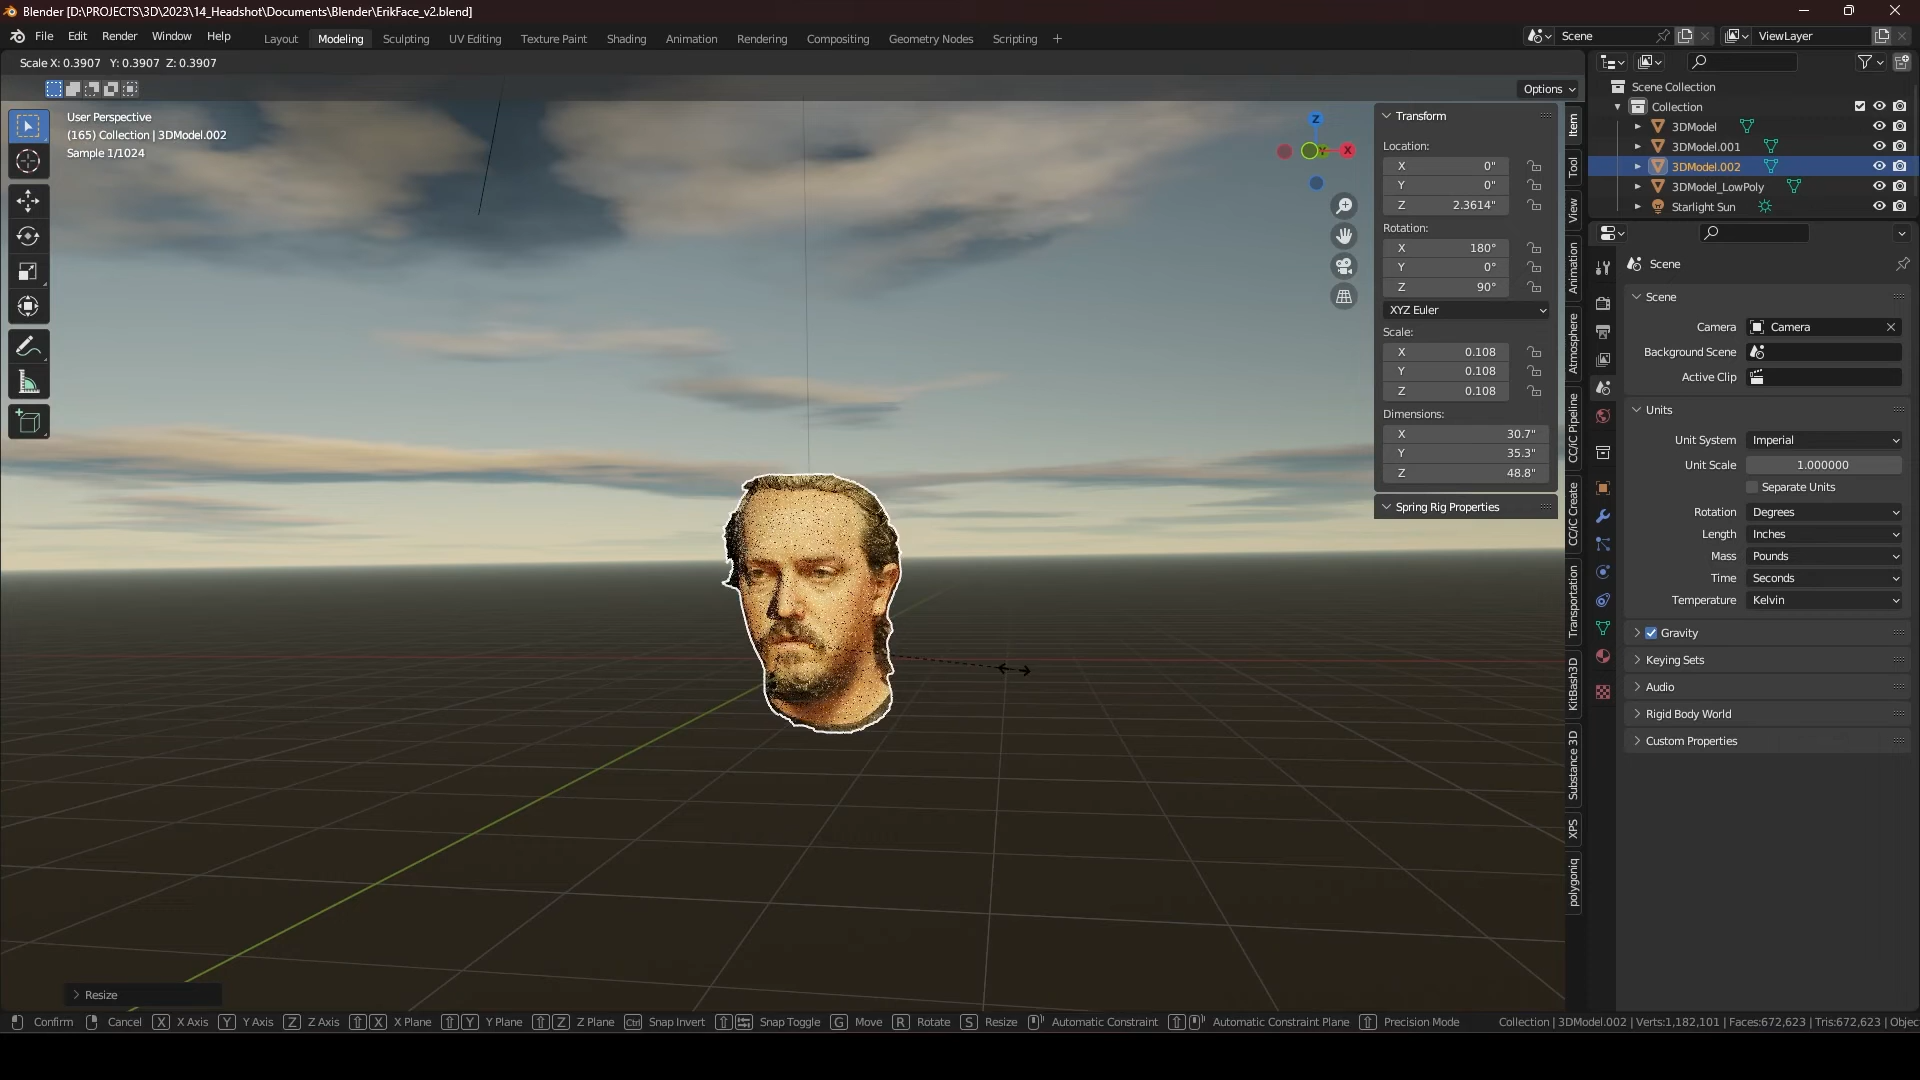 Blender [D:\PROJECTS\3D\2023\14_Headshot\Documents\Blender\ErikFace_v2.blend]
File Edit Render Window Help
Layout Modeling Sculpting UV Editing Texture Paint Shading Animation Rendering Compositing Geometry Nodes Scripting +
Scene
ViewLayer
Scale X: 0.3907 Y: 0.3907 Z: 0.3907
Options
User Perspective
(165) Collection | 3DModel.002
Sample 1/1024
Z
X
Transform
Location:
X 0"
Y 0"
Z 2.3614"
Rotation:
X 180°
Y 0°
Z 90°
XYZ Euler
Scale:
X 0.108
Y 0.108
Z 0.108
Dimensions:
X 30.7"
Y 35.3"
Z 48.8"
Spring Rig Properties
Item
Tool
View
Animation
Atmosphere
CC/iC Pipeline
CC/iC Create
Transportation
KitBash3D
Substance 3D
XPS
polygoniq
Scene Collection
Collection
3DModel
3DModel.001
3DModel.002
3DModel_LowPoly
Starlight Sun
Scene
Scene
Camera Camera
Background Scene
Active Clip
Units
Unit System Imperial
Unit Scale 1.000000
Separate Units
Rotation Degrees
Length Inches
Mass Pounds
Time Seconds
Temperature Kelvin
Gravity
Keying Sets
Audio
Rigid Body World
Custom Properties
Resize
Confirm Cancel X X Axis Y Y Axis Z Z Axis X X Plane Y Y Plane Z Z Plane Ctrl Snap Invert Snap Toggle G Move R Rotate S Resize Automatic Constraint Automatic Constraint Plane Precision Mode
Collection | 3DModel.002 | Verts:1,182,101 | Faces:672,623 | Tris:672,623 | Objec